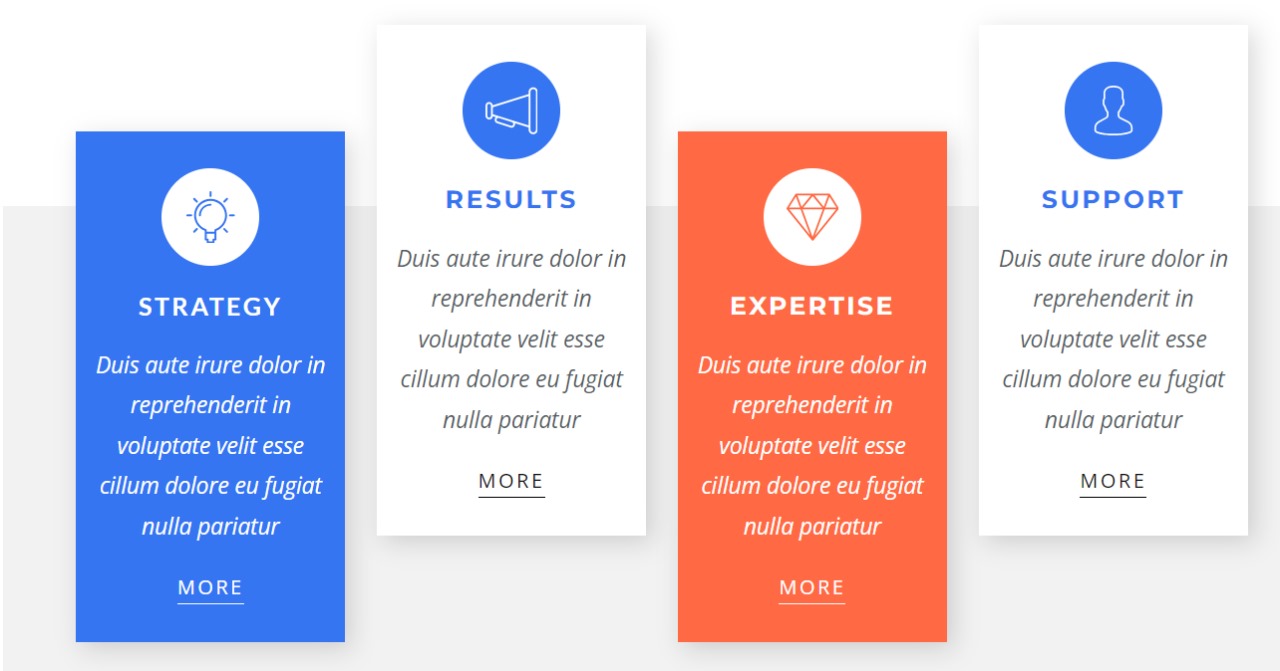 STRATEGY
Duis aute irure dolor in
reprehenderit in
voluptate velit esse
cillum dolore eu fugiat
nulla pariatur
MORE
RESULTS
Duis aute irure dolor in
reprehenderit in
voluptate velit esse
cillum dolore eu fugiat
nulla pariatur
MORE
EXPERTISE
Duis aute irure dolor in
reprehenderit in
voluptate velit esse
cillum dolore eu fugiat
nulla pariatur
MORE
SUPPORT
Duis aute irure dolor in
reprehenderit in
voluptate velit esse
cillum dolore eu fugiat
nulla pariatur
MORE